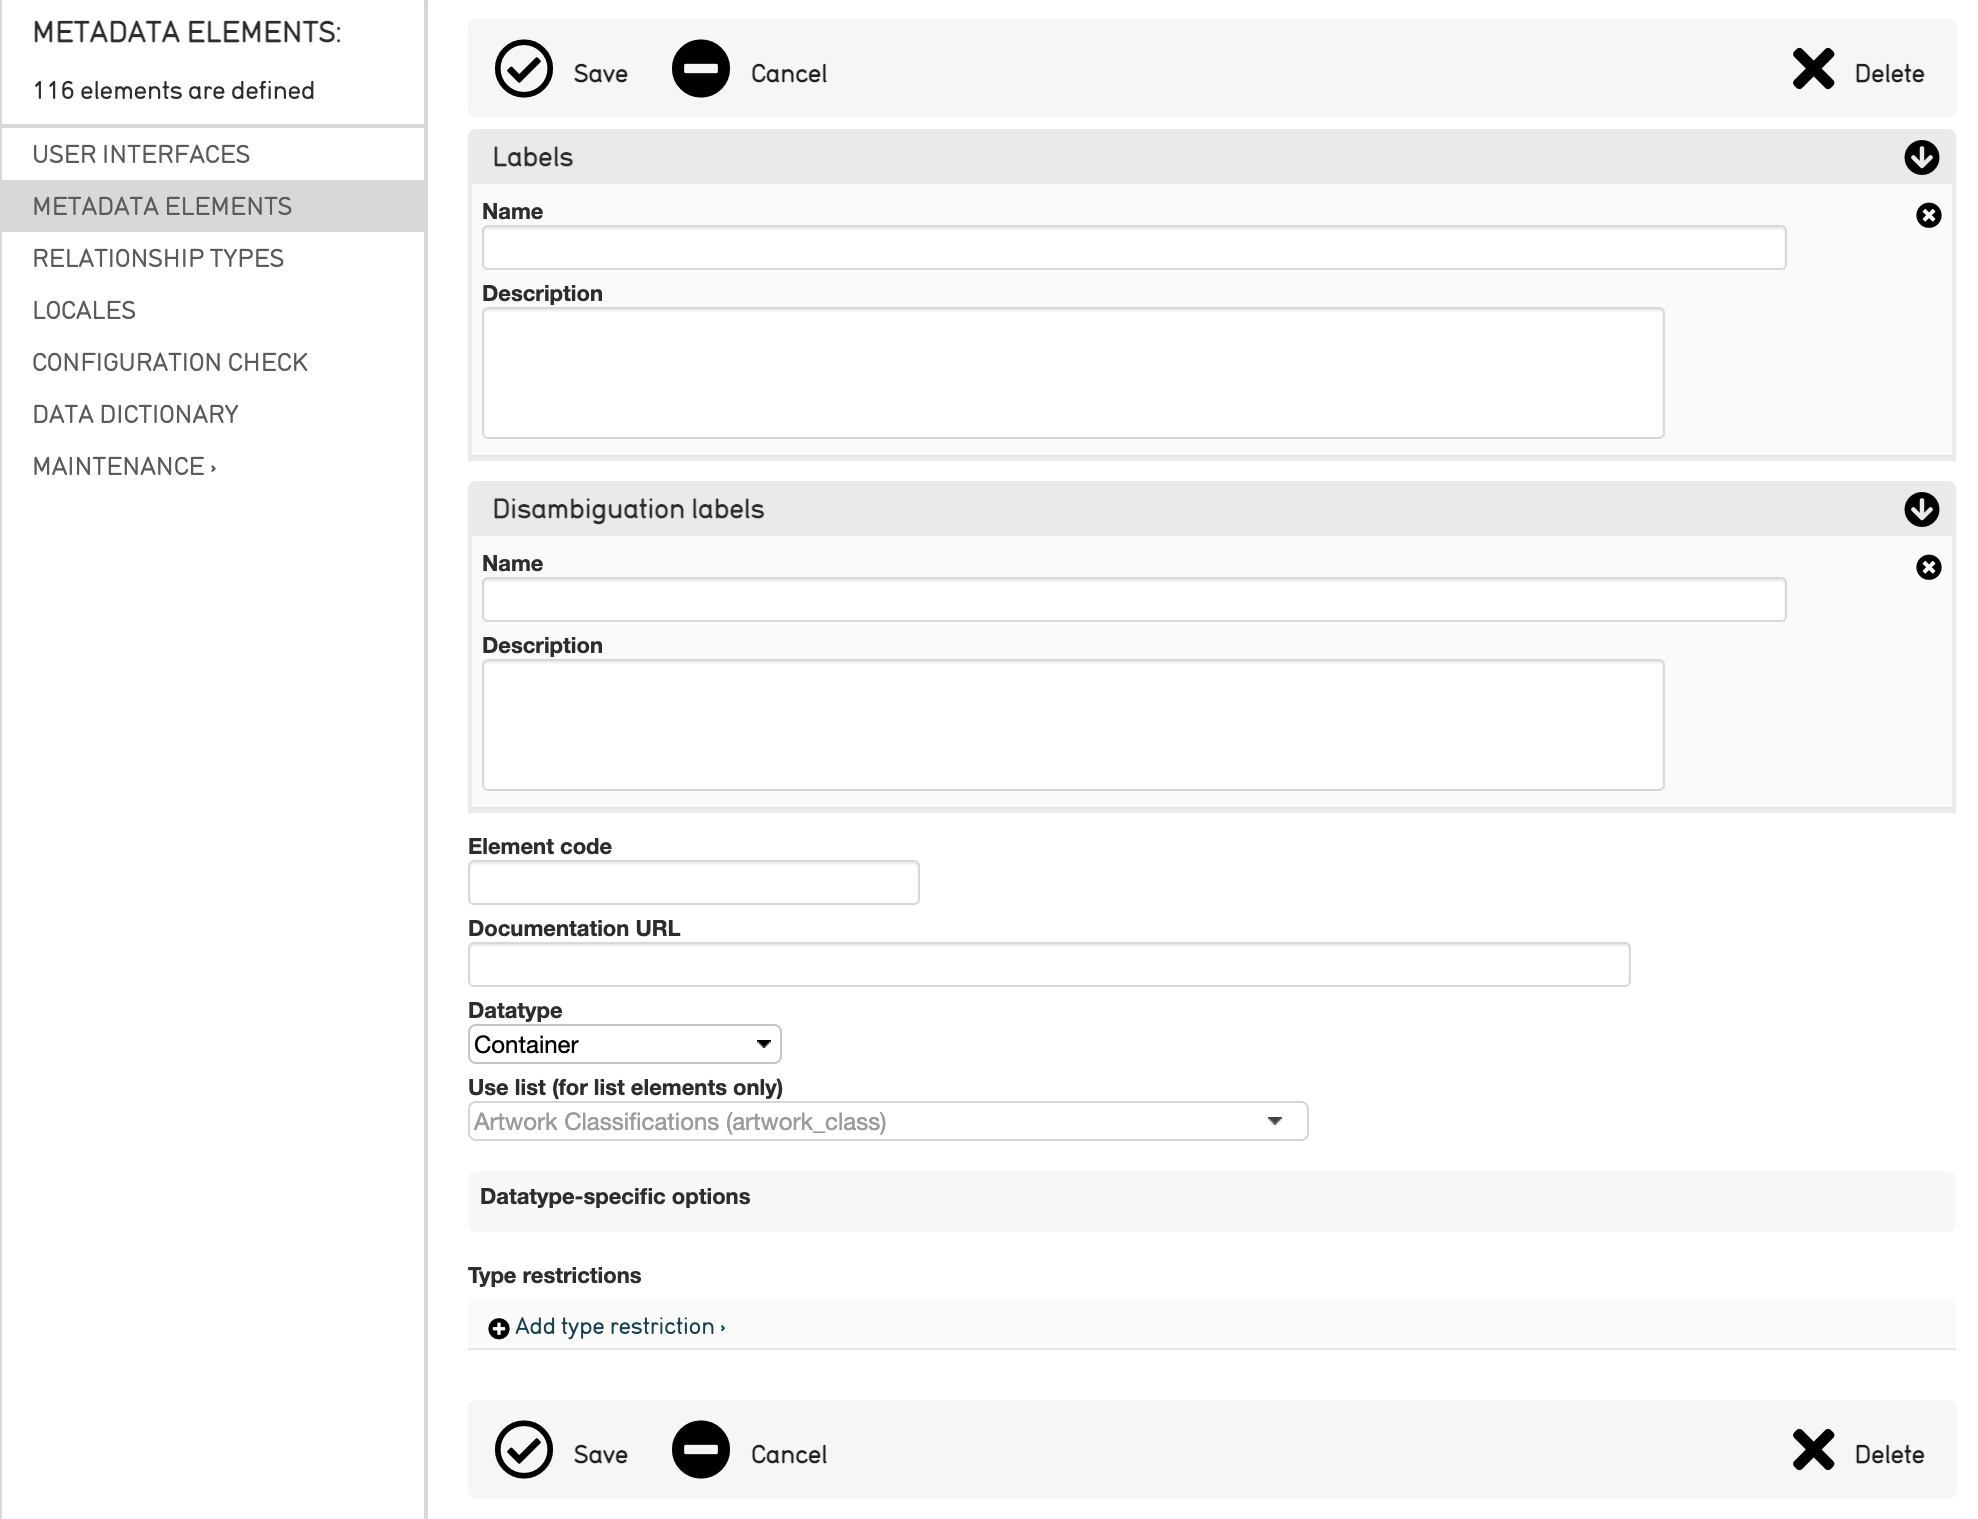 METADATA ELEMENTS:
116 elements are defined
USER INTERFACES
METADATA ELEMENTS
RELATIONSHIP TYPES
LOCALES
CONFIGURATION CHECK
DATA DICTIONARY
MAINTENANCE ›
Save Cancel Delete
Labels
Name
Description
Disambiguation labels
Name
Description
Element code
Documentation URL
Datatype
Container
Use list (for list elements only)
Artwork Classifications (artwork_class)
Datatype-specific options
Type restrictions
Add type restriction ›
Save Cancel Delete